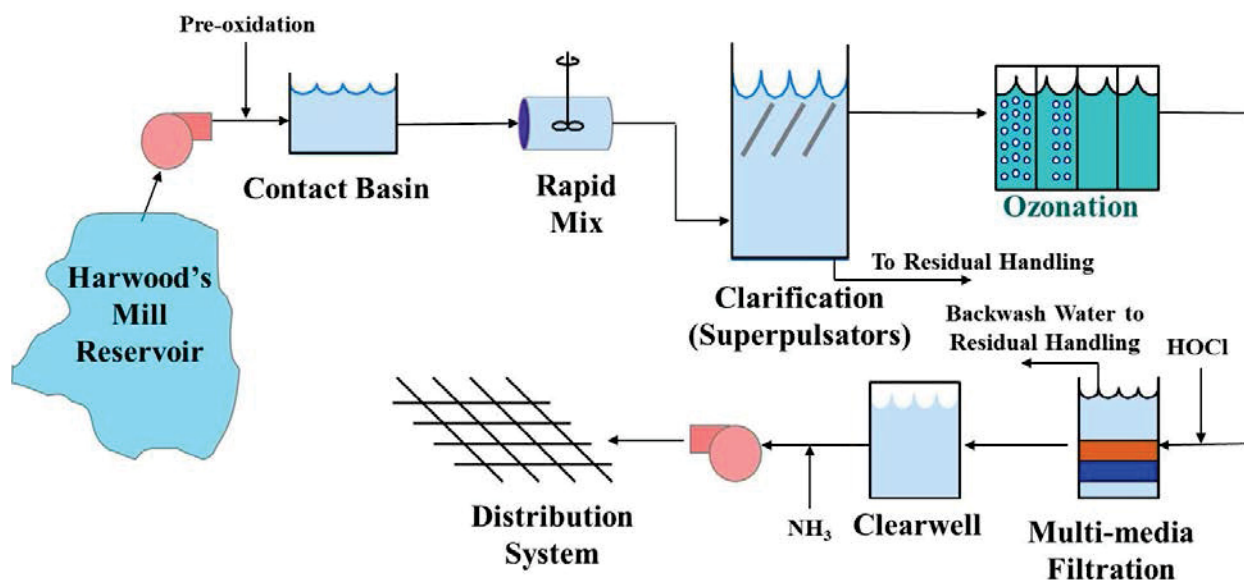 Pre-oxidation
Harwood's
Mill
Reservoir
Contact Basin
Rapid
Mix
Clarification
(Superpulsators)
To Residual Handling
Ozonation
Backwash Water to
Residual Handling
HOCl
Multi-media
Filtration
Clearwell
NH₃
Distribution
System